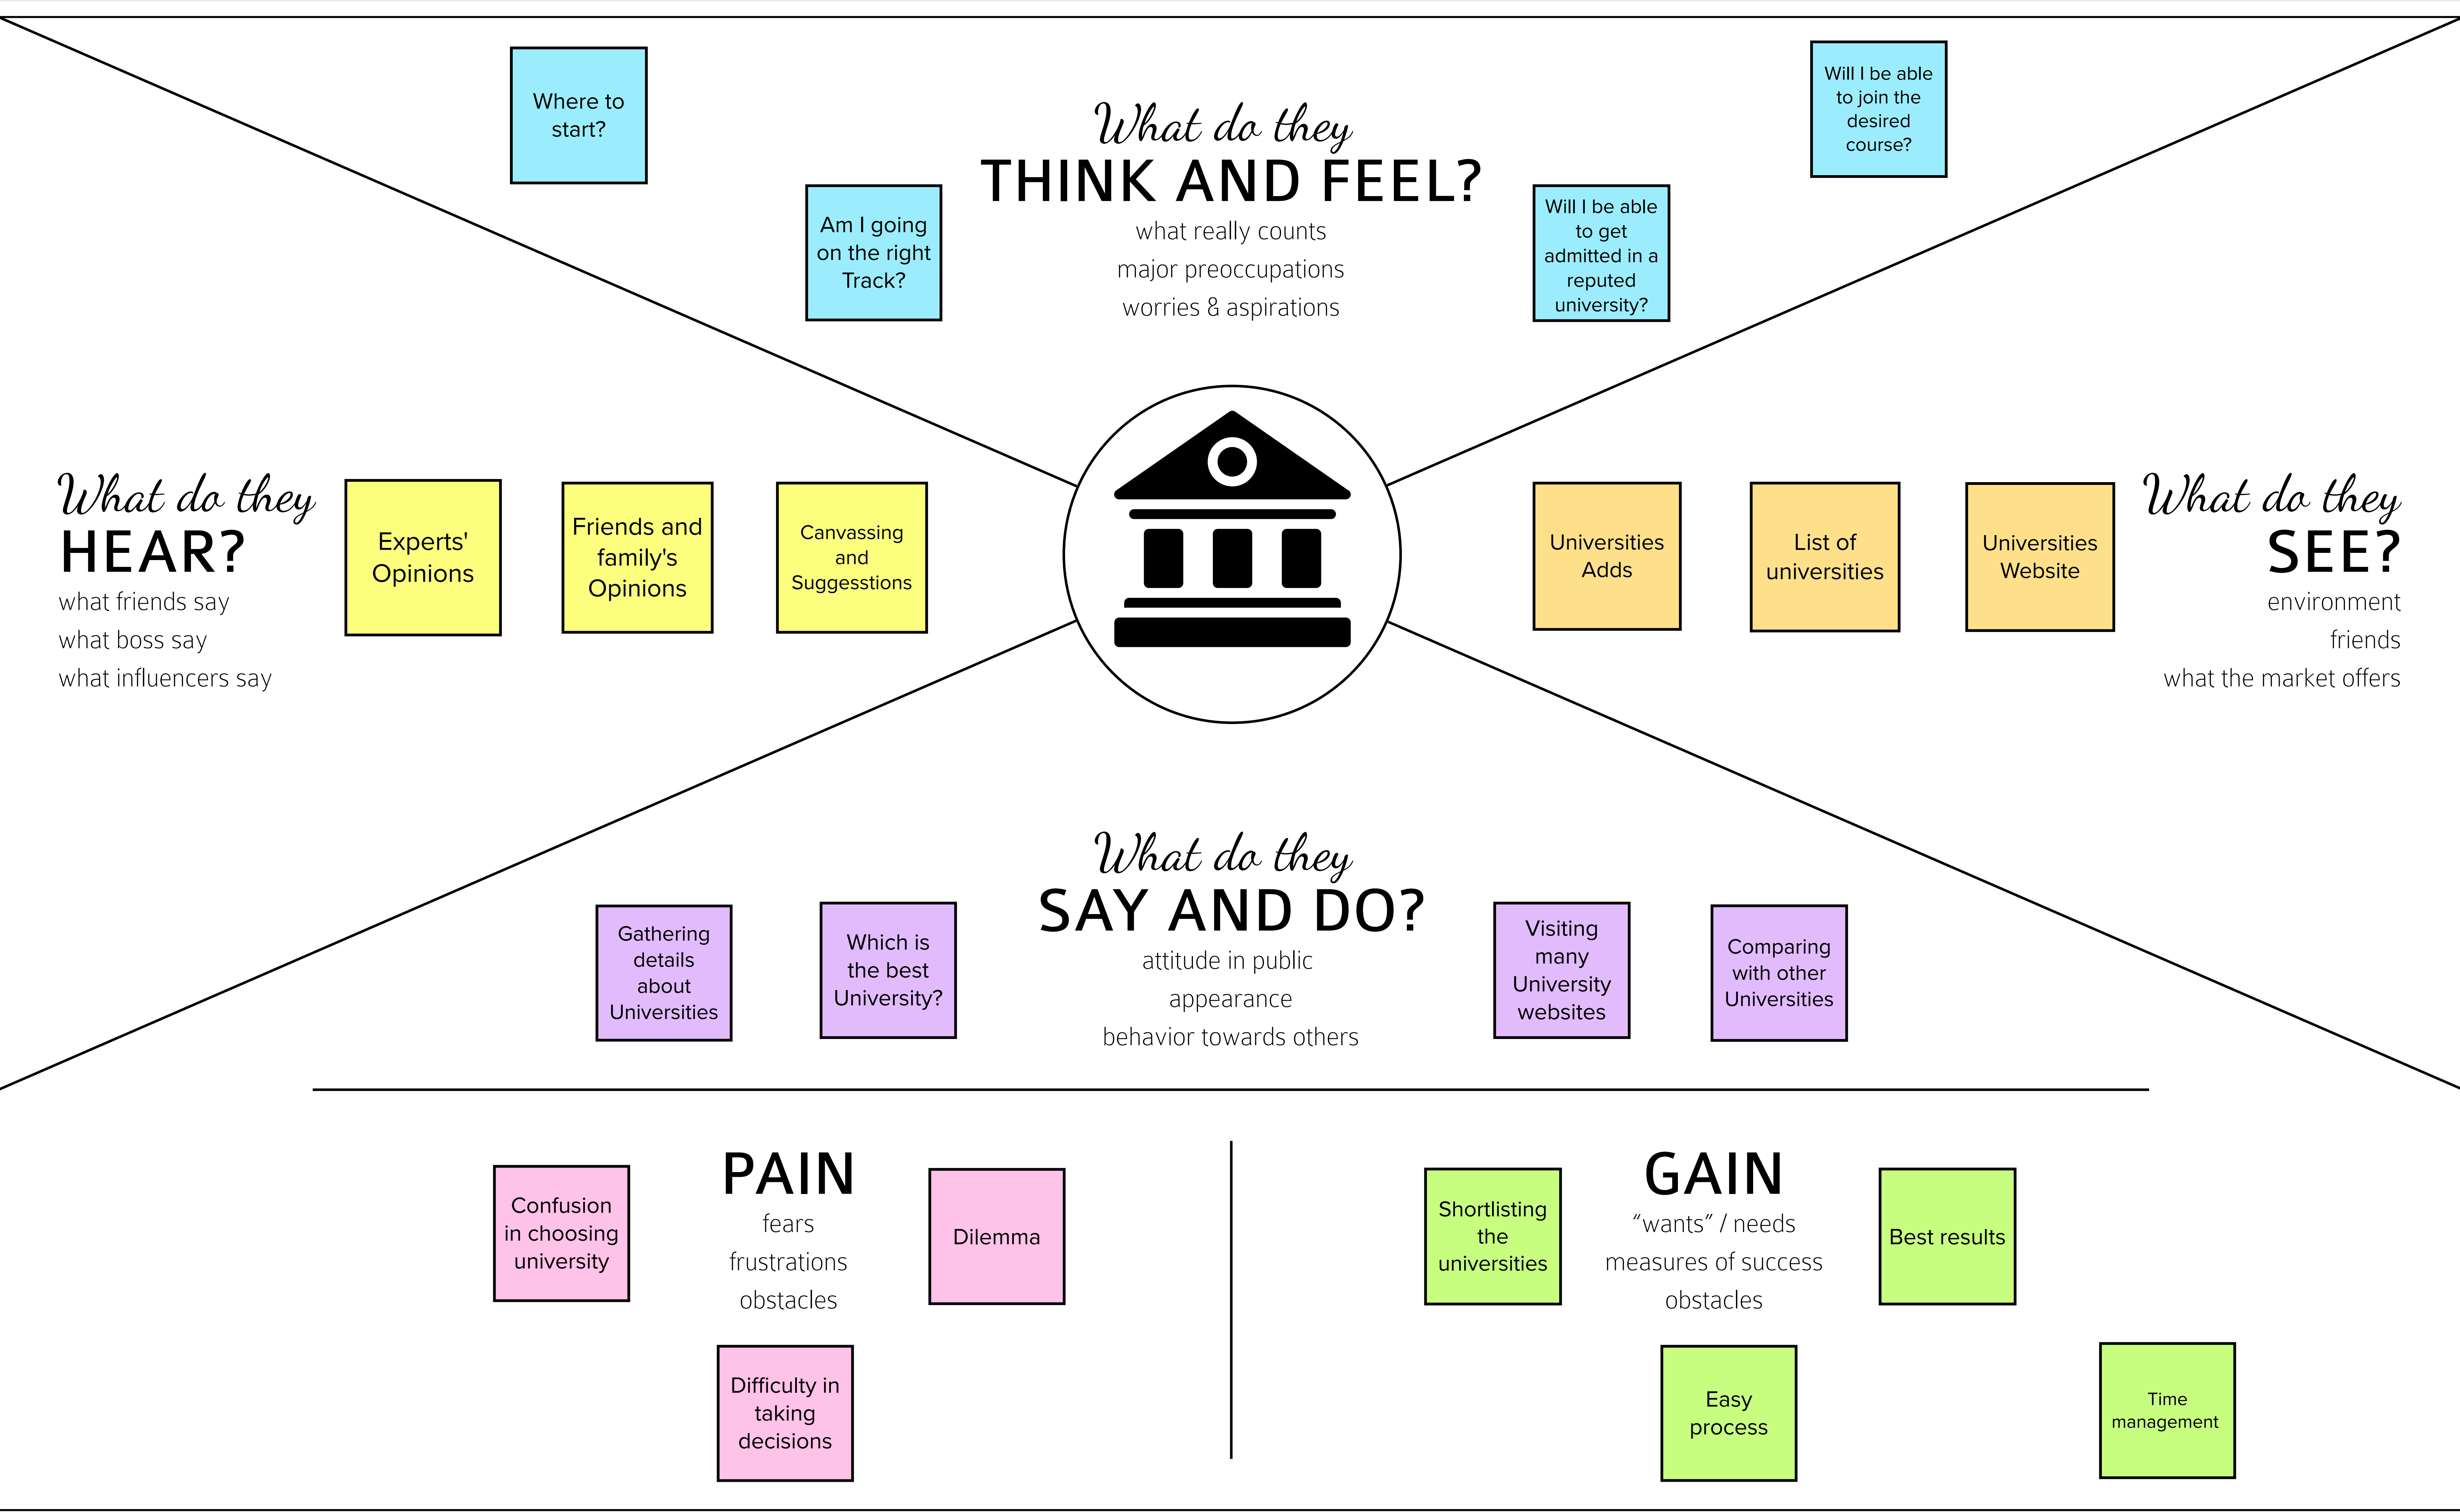 Where to
start?
Am I going
on the right
Track?
What do they
THINK AND FEEL?
what really counts
major preoccupations
worries & aspirations
Will I be able
to get
admitted in a
reputed
university?
Will I be able
to join the
desired
course?
What do they
HEAR?
what friends say
what boss say
what influencers say
Experts'
Opinions
Friends and
family's
Opinions
Canvassing
and
Suggesstions
Universities
Adds
List of
universities
Universities
Website
What do they
SEE?
environment
friends
what the market offers
Gathering
details
about
Universities
Which is
the best
University?
What do they
SAY AND DO?
attitude in public
appearance
behavior towards others
Visiting
many
University
websites
Comparing
with other
Universities
Confusion
in choosing
university
PAIN
fears
frustrations
obstacles
Dilemma
Difficulty in
taking
decisions
Shortlisting
the
universities
GAIN
“wants” / needs
measures of success
obstacles
Best results
Easy
process
Time
management